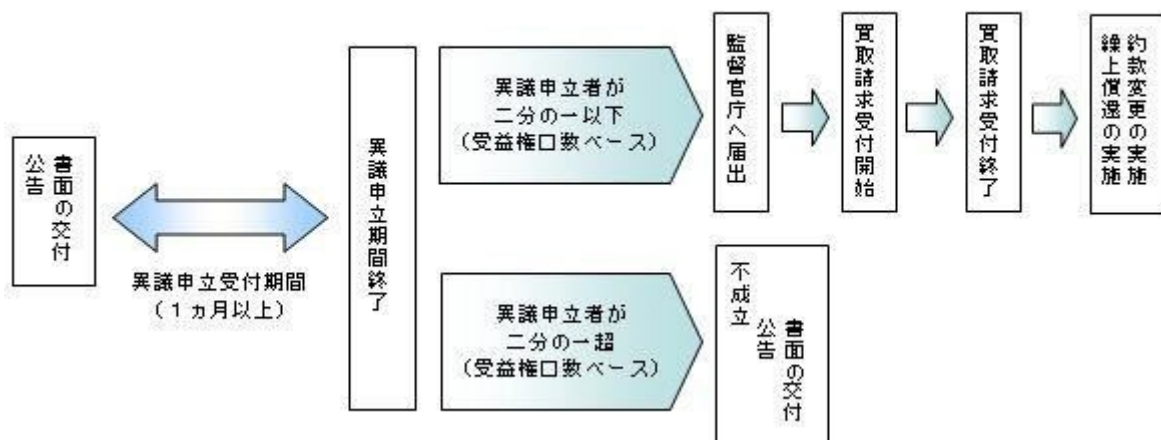 書面の交付
公告
異議申立受付期間
(1ヵ月以上)
異議申立期間終了
異議申立者が
二分の一以下
(受益権口数ベース)
監督官庁へ届出
買取請求受付開始
買取請求受付終了
約款変更の実施
繰上償還の実施
異議申立者が
二分の一超
(受益権口数ベース)
不成立
書面の交付
公告